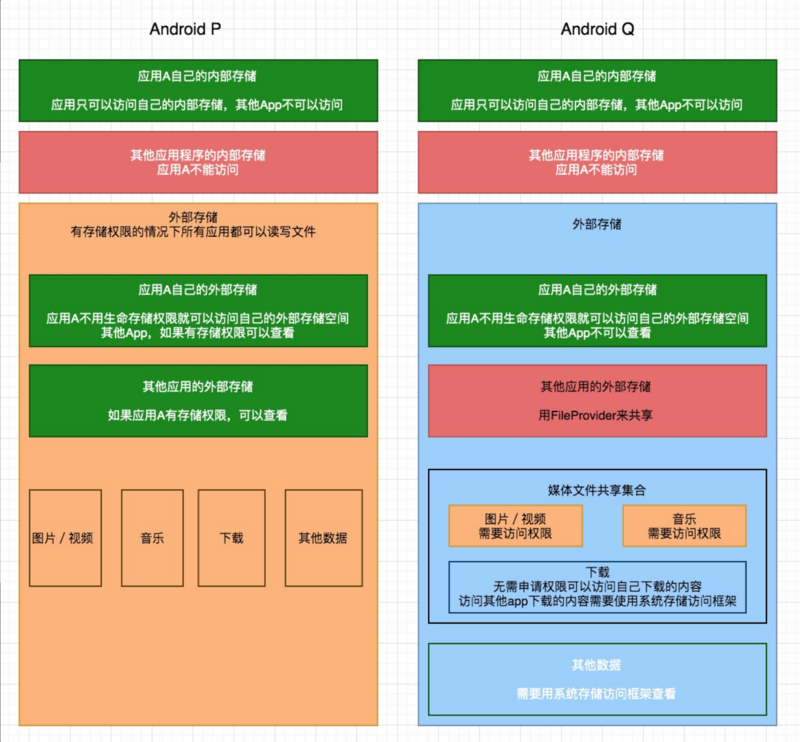 Android P
应用A自己的内部存储
应用只可以访问自己的内部存储，其他App不可以访问
其他应用程序的内部存储
应用A不能访问
外部存储
有存储权限的情况下所有应用都可以读写文件
应用A自己的外部存储
应用A不用生命存储权限就可以访问自己的外部存储空间
其他App，如果有存储权限可以查看
其他应用的外部存储
如果应用A有存储权限，可以查看
图片 / 视频
音乐
下载
其他数据
Android Q
应用A自己的内部存储
应用只可以访问自己的内部存储，其他App不可以访问
其他应用程序的内部存储
应用A不能访问
外部存储
应用A自己的外部存储
应用A不用生命存储权限就可以访问自己的外部存储空间
其他App不可以查看
其他应用的外部存储
用FileProvider来共享
媒体文件共享集合
图片 / 视频
需要访问权限
音乐
需要访问权限
下载
无需申请权限可以访问自己下载的内容
访问其他app下载的内容需要使用系统存储访问框架
其他数据
需要用系统存储访问框架查看